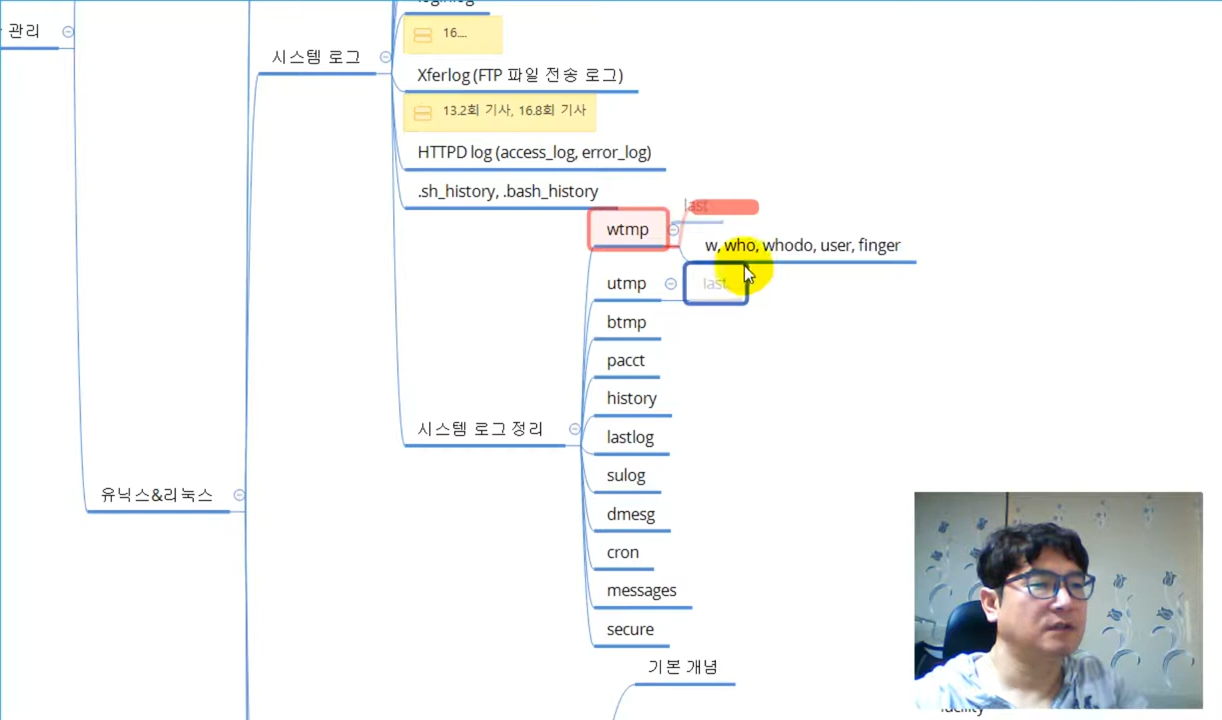 관리
시스템 로그
16....
Xferlog (FTP 파일 전송 로그)
13.2회 기사, 16.8회 기사
HTTPD log (access_log, error_log)
.sh_history, .bash_history
last
wtmp
w, who, whodo, user, finger
utmp
last
btmp
pacct
history
시스템 로그 정리
lastlog
sulog
유닉스&리눅스
dmesg
cron
messages
secure
기본 개념